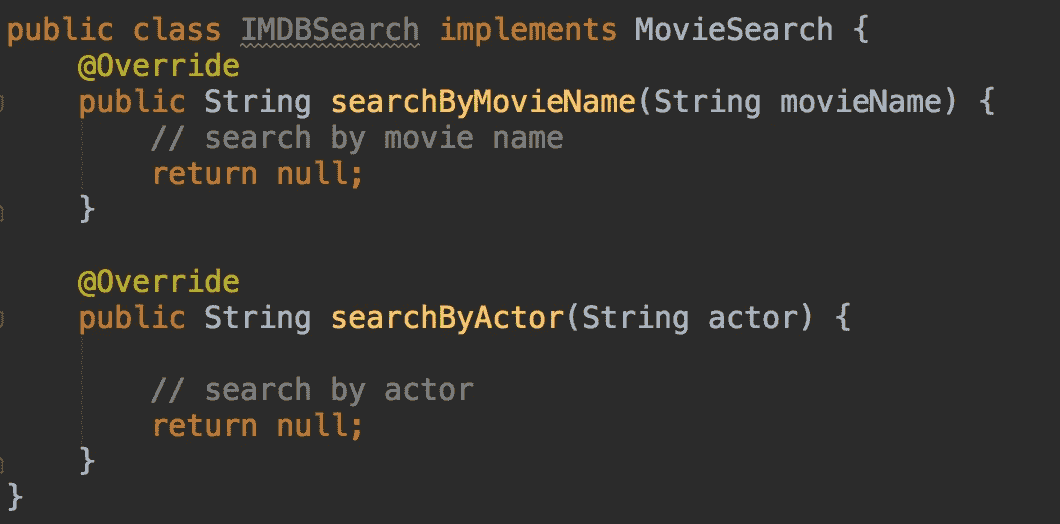 public class IMDBSearch implements MovieSearch {
    @Override
    public String searchByMovieName(String movieName) {
        // search by movie name
        return null;
    }

    @Override
    public String searchByActor(String actor) {

        // search by actor
        return null;
    }
}